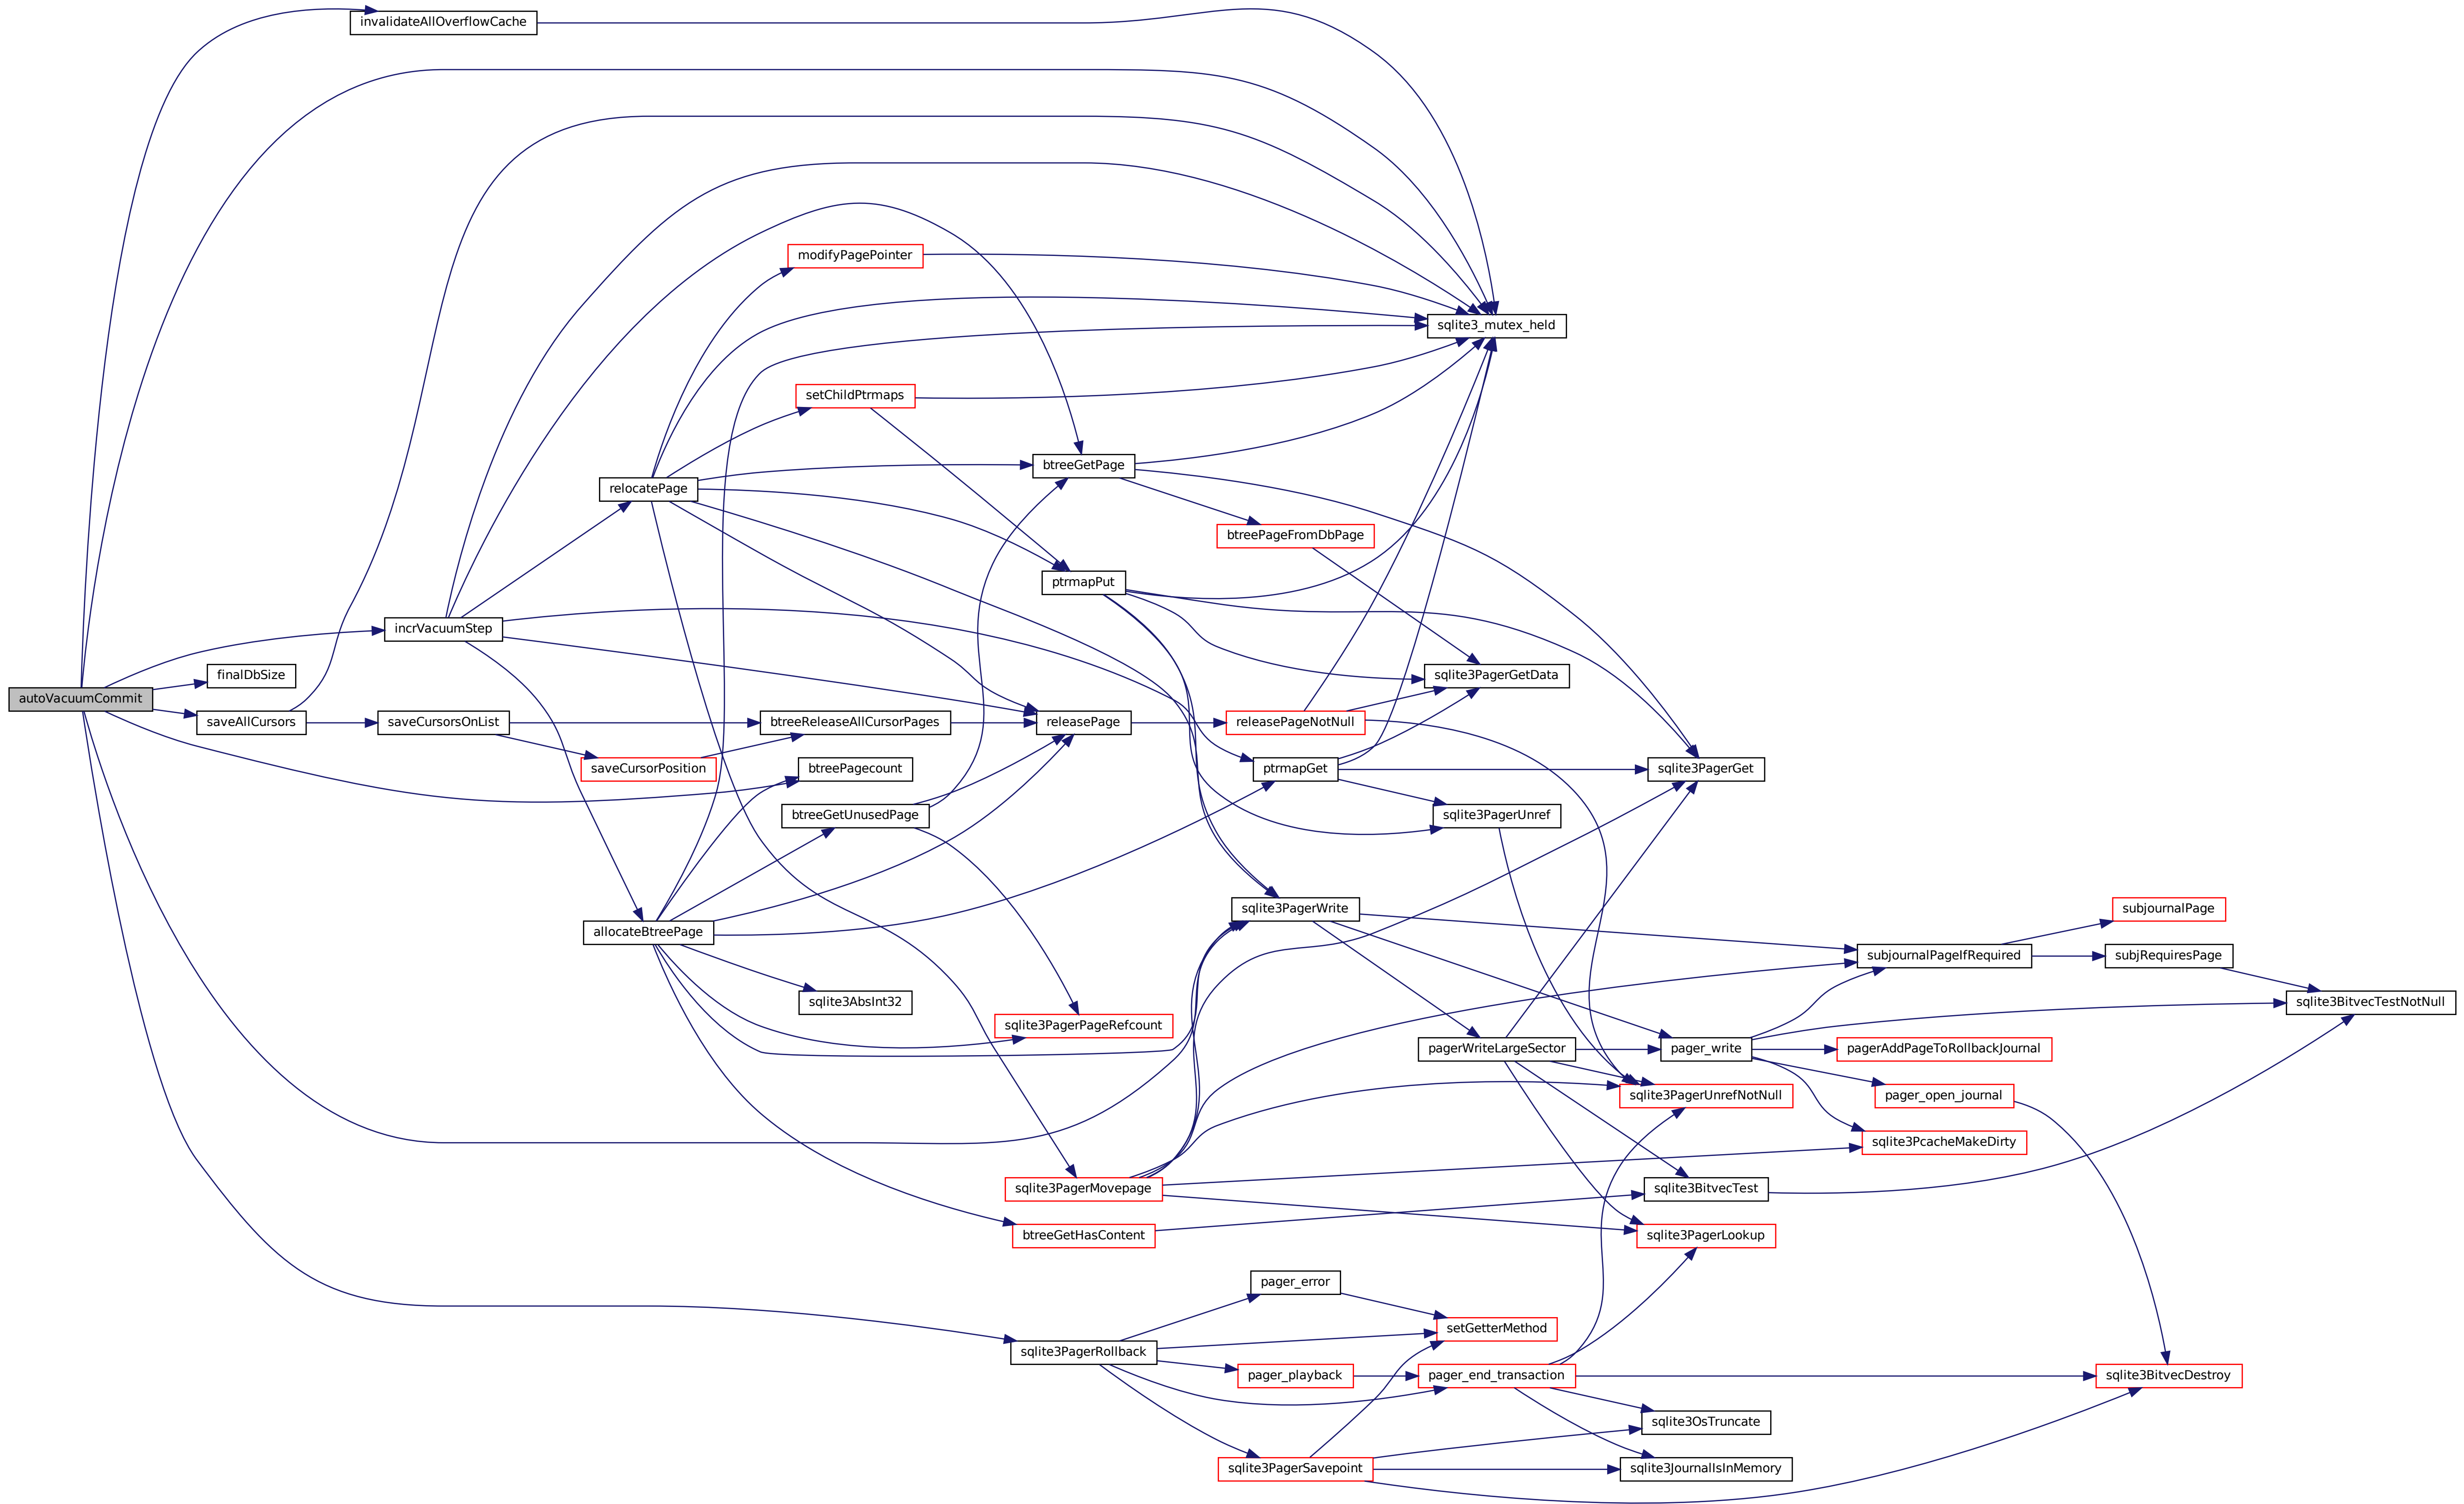 invalidateAllOverflowCache
modifyPagePointer
sqlite3_mutex_held
setChildPtrmaps
btreeGetPage
relocatePage
btreePageFromDbPage
ptrmapPut
incrVacuumStep
finalDbSize
sqlite3PagerGetData
autoVacuumCommit
saveAllCursors
saveCursorsOnList
btreeReleaseAllCursorPages
releasePage
releasePageNotNull
saveCursorPosition
btreePagecount
ptrmapGet
sqlite3PagerGet
btreeGetUnusedPage
sqlite3PagerUnref
sqlite3PagerWrite
subjournalPage
allocateBtreePage
subjournalPageIfRequired
subjRequiresPage
sqlite3AbsInt32
sqlite3BitvecTestNotNull
sqlite3PagerPageRefcount
pagerWriteLargeSector
pager_write
pagerAddPageToRollbackJournal
sqlite3PagerUnrefNotNull
pager_open_journal
sqlite3PcacheMakeDirty
sqlite3PagerMovepage
sqlite3BitvecTest
btreeGetHasContent
sqlite3PagerLookup
pager_error
setGetterMethod
sqlite3PagerRollback
pager_playback
pager_end_transaction
sqlite3BitvecDestroy
sqlite3OsTruncate
sqlite3PagerSavepoint
sqlite3JournalIsInMemory